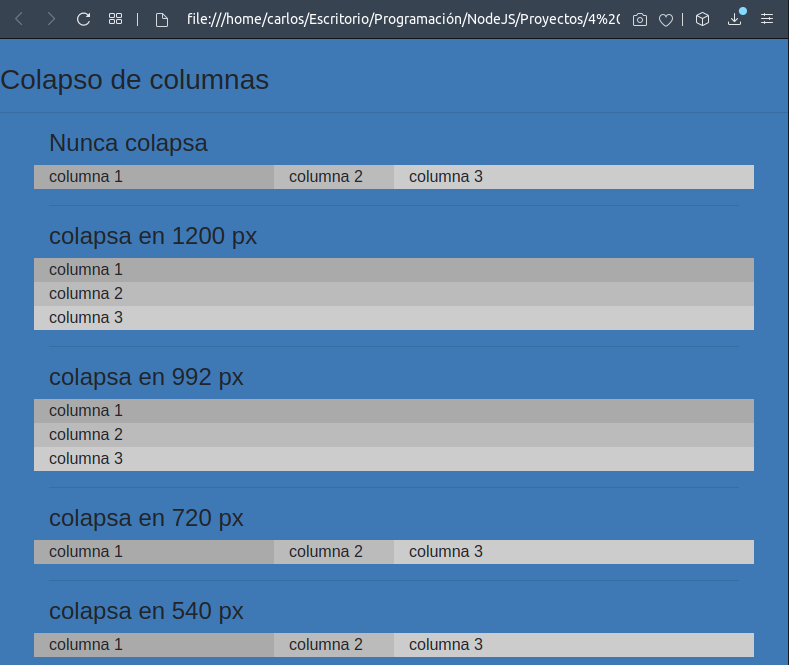 file:///home/carlos/Escritorio/Programación/NodeJS/Proyectos/4%20
Colapso de columnas
Nunca colapsa
columna 1 columna 2 columna 3
colapsa en 1200 px
columna 1
columna 2
columna 3
colapsa en 992 px
columna 1
columna 2
columna 3
colapsa en 720 px
columna 1 columna 2 columna 3
colapsa en 540 px
columna 1 columna 2 columna 3